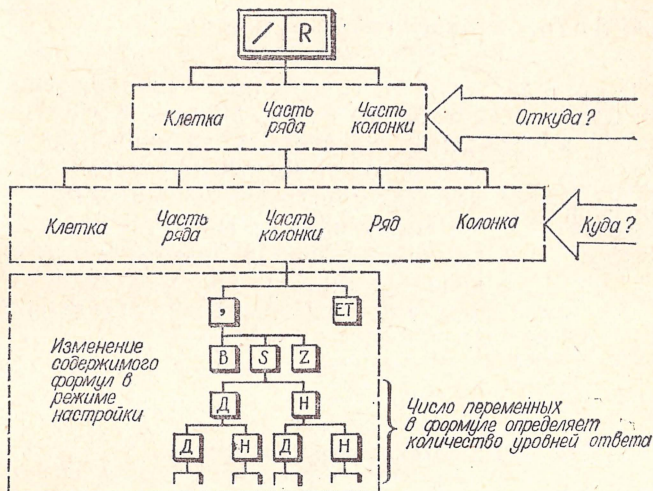 / R
Клетка Часть ряда Часть колонки
Откуда?
Клетка Часть ряда Часть колонки Ряд Колонка
Куда?
, ЕТ
Изменение
содержимого
формул в
режиме
настройки
В S Z
Д Н
Д Н Д Н
Число переменных
в формуле определяет
количество уровней ответа